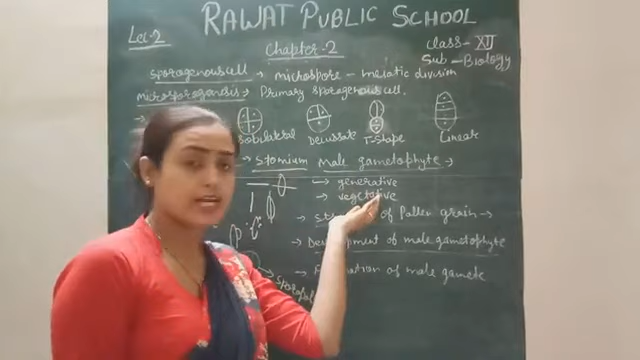 RAWAT PUBLIC SCHOOL
Lec-2
Chapter-2
Class-XII
Sub-Biology
Sporogenous cell → microspore - meiotic division
microsporogenesis → Primary sporogenous cell.
Isobilateral Decussate T-Shape Linear
Stomium male gametophyte →
→ generative
→ vegetative
→ of Pollen grain →
→ Development of male gametophyte
→ Formation of male gamete